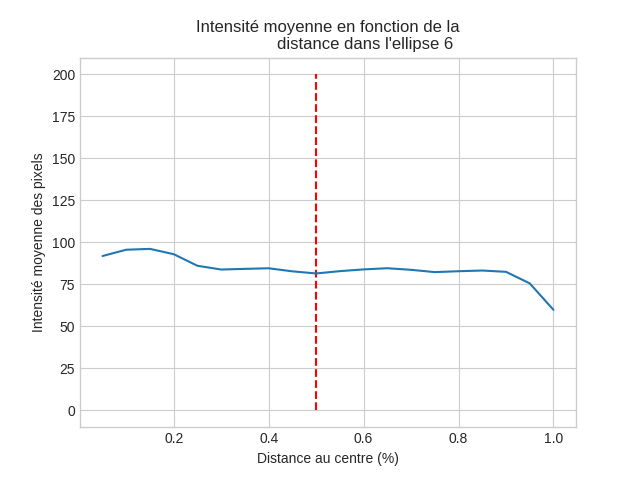 Intensité moyenne en fonction de la
distance dans l'ellipse 6
200
175
150
125
100
75
50
25
0
Intensité moyenne des pixels
0.2 0.4 0.6 0.8 1.0
Distance au centre (%)